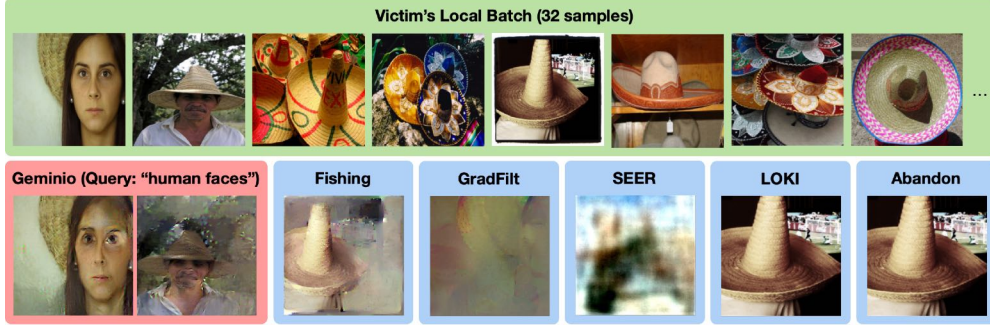 Victim's Local Batch (32 samples)
...
Geminio (Query: "human faces")
Fishing
GradFilt
SEER
LOKI
Abandon